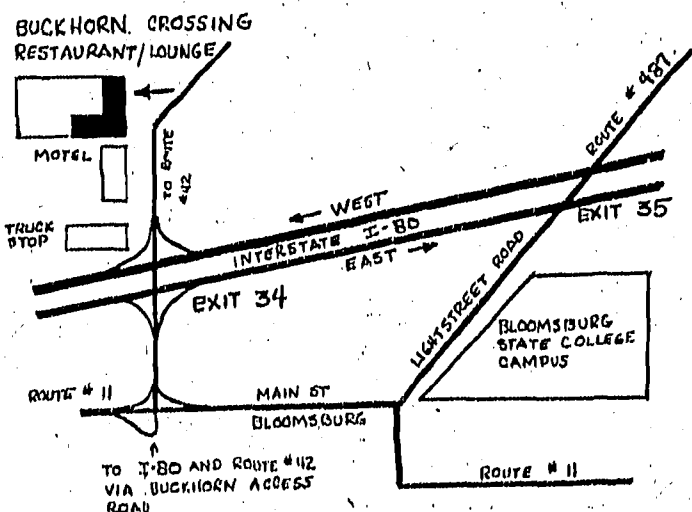 BUCKHORN. CROSSING
RESTAURANT/LOUNGE
MOTEL
TRUCK
STOP
TO ROUTE
#42
ROUTE #487.
← WEST
INTERSTATE I-80
EAST →
EXIT 35
EXIT 34
LIGHTSTREET ROAD
BLOOMSBURG
STATE COLLEGE
CAMPUS
ROUTE #11
MAIN ST
BLOOMSBURG
TO I-80 AND ROUTE #42
VIA BUCKHORN ACCESS
ROAD
ROUTE #11